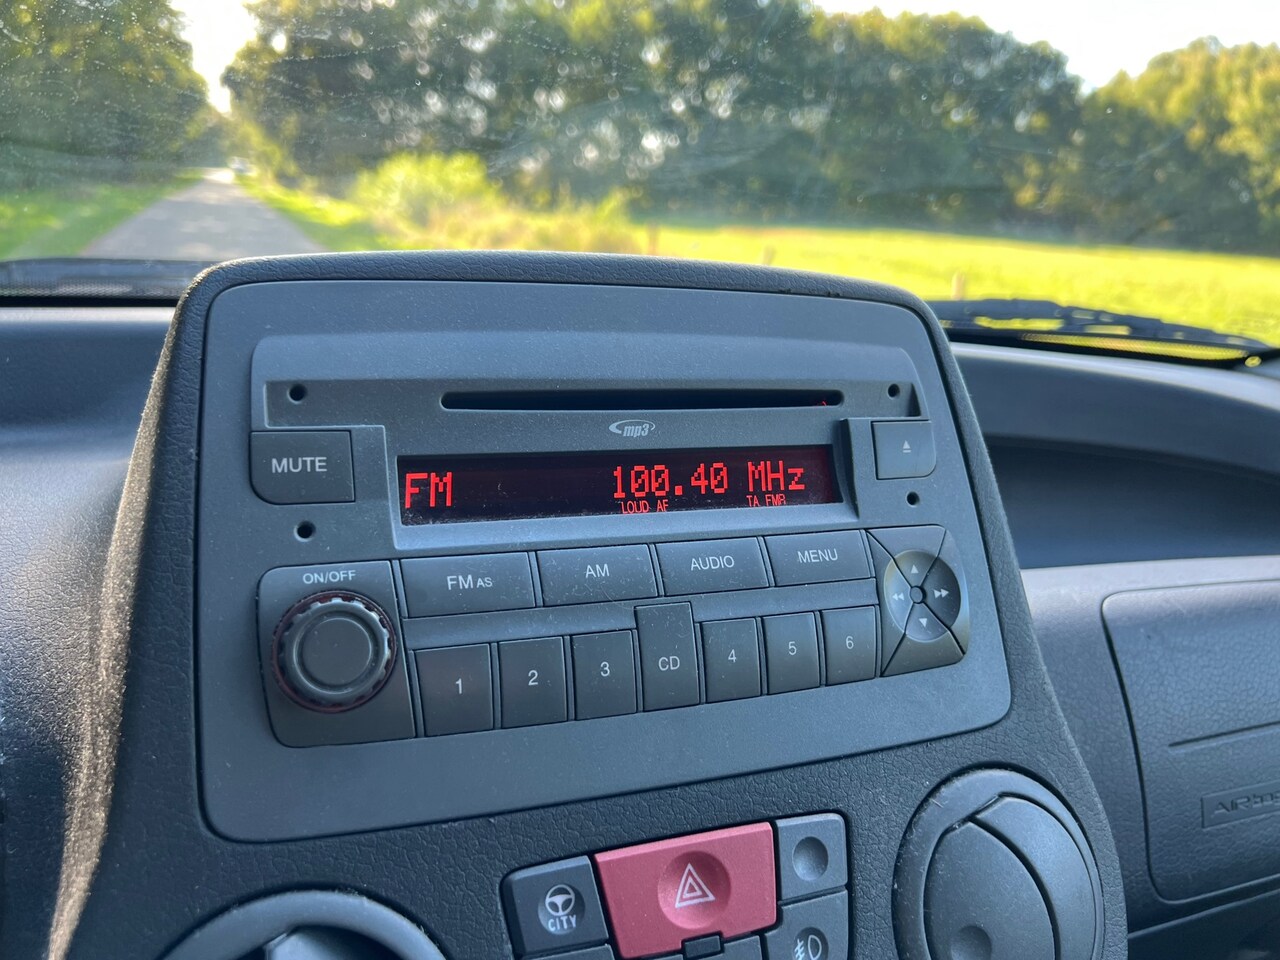 mp3
MUTE
FM 100.40 MHz
LOUD AF TA FMB
ON/OFF
FM AS AM AUDIO MENU
1 2 3 CD 4 5 6
CITY